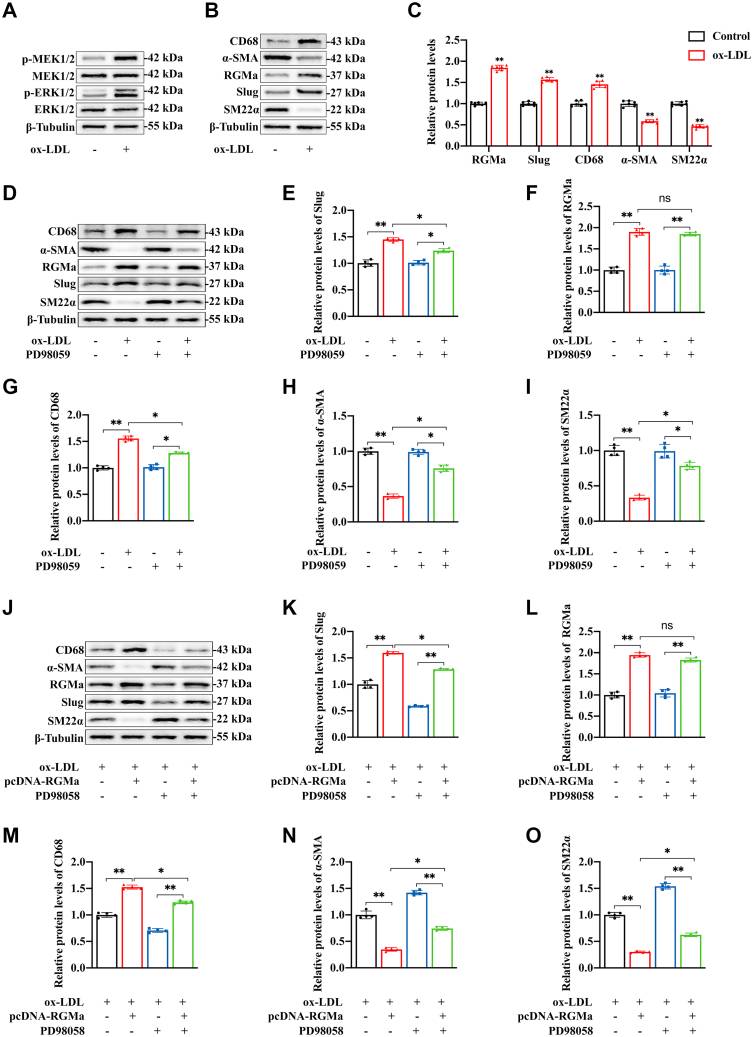 A
p-MEK1/2
42 kDa
MEK1/2
42 kDa
p-ERK1/2
42 kDa
ERK1/2
42 kDa
β-Tubulin
55 kDa
ox-LDL - +
B
CD68
43 kDa
α-SMA
42 kDa
RGMa
37 kDa
Slug
27 kDa
SM22α
22 kDa
β-Tubulin
55 kDa
ox-LDL - +
C
Control
ox-LDL
Relative protein levels
2.0
1.5
1.0
0.5
0.0
** ** ** ** **
RGMa Slug CD68 α-SMA SM22α
D
CD68
43 kDa
α-SMA
42 kDa
RGMa
37 kDa
Slug
27 kDa
SM22α
22 kDa
β-Tubulin
55 kDa
ox-LDL - + - +
PD98059 - - + +
E
Relative protein levels of Slug
2.0
1.5
1.0
0.5
0.0
** * *
ox-LDL - + - +
PD98059 - - + +
F
Relative protein levels of RGMa
2.5
2.0
1.5
1.0
0.5
0.0
** ns **
ox-LDL - + - +
PD98059 - - + +
G
Relative protein levels of CD68
2.0
1.5
1.0
0.5
0.0
** * *
ox-LDL - + - +
PD98059 - - + +
H
Relative protein levels of α-SMA
1.5
1.0
0.5
0.0
** * *
ox-LDL - + - +
PD98059 - - + +
I
Relative protein levels of SM22α
1.5
1.0
0.5
0.0
** * *
ox-LDL - + - +
PD98059 - - + +
J
CD68
43 kDa
α-SMA
42 kDa
RGMa
37 kDa
Slug
27 kDa
SM22α
22 kDa
β-Tubulin
55 kDa
ox-LDL + + + +
pcDNA-RGMa - + - +
PD98058 - - + +
K
Relative protein levels of Slug
2.0
1.5
1.0
0.5
0.0
** * **
ox-LDL + + + +
pcDNA-RGMa - + - +
PD98058 - - + +
L
Relative protein levels of RGMa
2.5
2.0
1.5
1.0
0.5
0.0
** ns **
ox-LDL + + + +
pcDNA-RGMa - + - +
PD98058 - - + +
M
Relative protein levels of CD68
2.0
1.5
1.0
0.5
0.0
** * **
ox-LDL + + + +
pcDNA-RGMa - + - +
PD98058 - - + +
N
Relative protein levels of α-SMA
2.0
1.5
1.0
0.5
0.0
** * **
ox-LDL + + + +
pcDNA-RGMa - + - +
PD98058 - - + +
O
Relative protein levels of SM22α
2.0
1.5
1.0
0.5
0.0
** * **
ox-LDL + + + +
pcDNA-RGMa - + - +
PD98058 - - + +